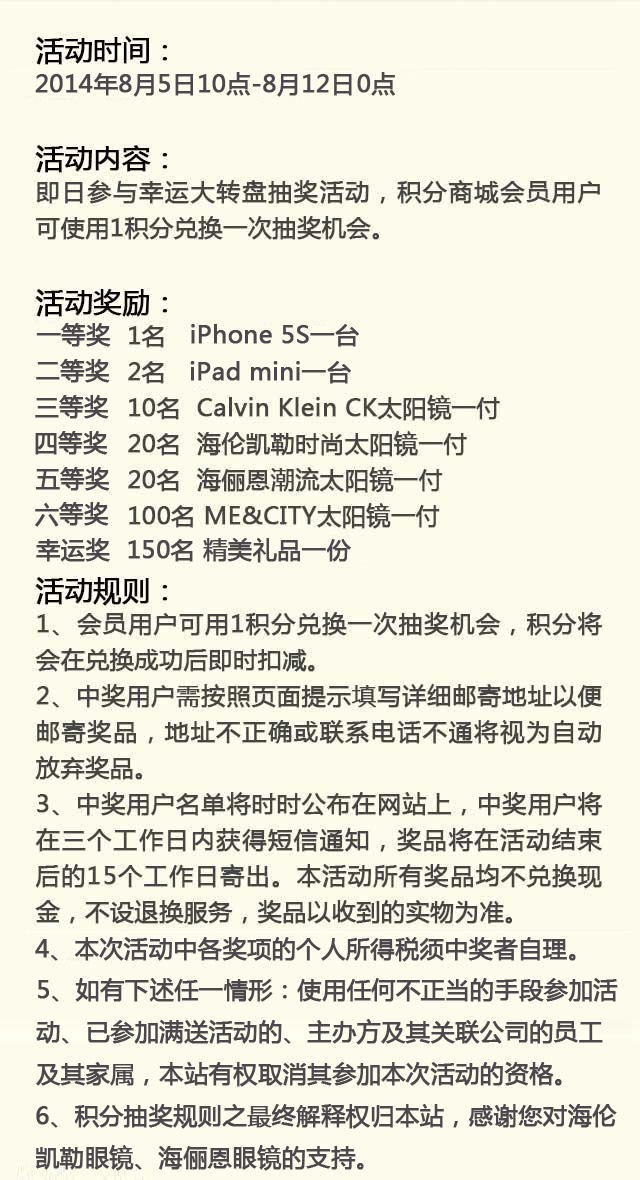 活动时间：
2014年8月5日10点-8月12日0点
活动内容：
即日参与幸运大转盘抽奖活动，积分商城会员用户
可使用1积分兑换一次抽奖机会。
活动奖励：
一等奖 1名 iPhone 5S一台
二等奖 2名 iPad mini一台
三等奖 10名 Calvin Klein CK太阳镜一付
四等奖 20名 海伦凯勒时尚太阳镜一付
五等奖 20名 海俪恩潮流太阳镜一付
六等奖 100名 ME&CITY太阳镜一付
幸运奖 150名 精美礼品一份
活动规则：
1、会员用户可用1积分兑换一次抽奖机会，积分将
会在兑换成功后即时扣减。
2、中奖用户需按照页面提示填写详细邮寄地址以便
邮寄奖品，地址不正确或联系电话不通将视为自动
放弃奖品。
3、中奖用户名单将时时公布在网站上，中奖用户将
在三个工作日内获得短信通知，奖品将在活动结束
后的15个工作日寄出。本活动所有奖品均不兑换现
金，不设退换服务，奖品以收到的实物为准。
4、本次活动中各奖项的个人所得税须中奖者自理。
5、如有下述任一情形：使用任何不正当的手段参加活
动、已参加满送活动的、主办方及其关联公司的员工
及其家属，本站有权取消其参加本次活动的资格。
6、积分抽奖规则之最终解释权归本站，感谢您对海伦
凯勒眼镜、海俪恩眼镜的支持。